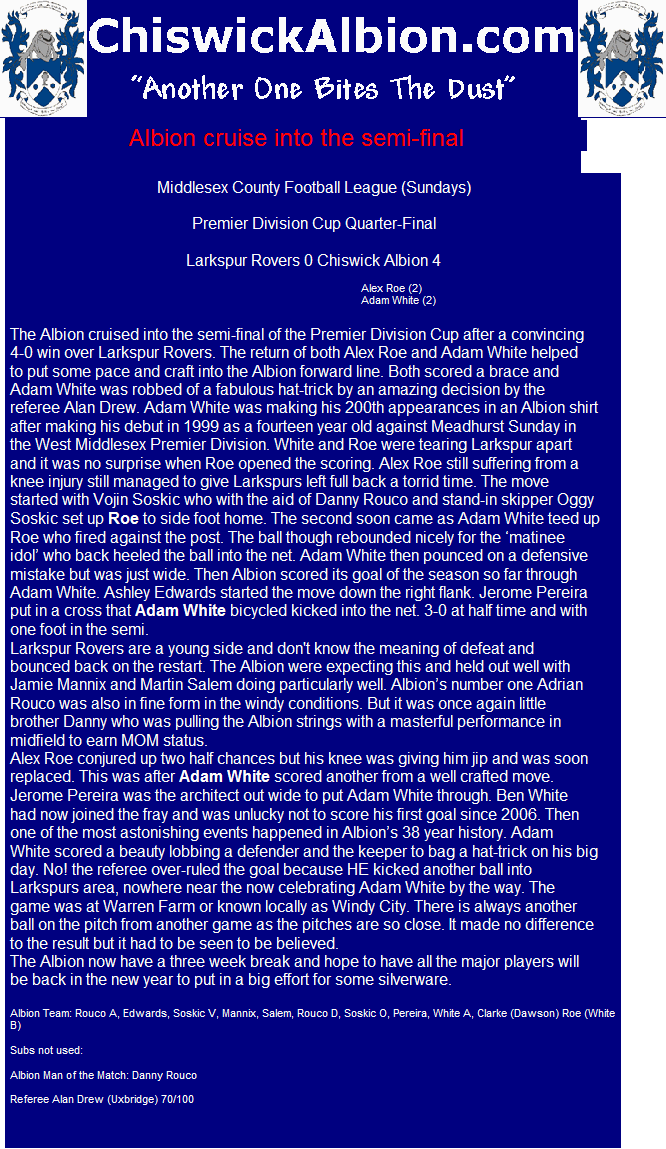 ChiswickAlbion.com
"Another One Bites The Dust"
Albion cruise into the semi-final
Middlesex County Football League (Sundays)
Premier Division Cup Quarter-Final
Larkspur Rovers 0 Chiswick Albion 4
Alex Roe (2)
Adam White (2)
The Albion cruised into the semi-final of the Premier Division Cup after a convincing
4-0 win over Larkspur Rovers. The return of both Alex Roe and Adam White helped
to put some pace and craft into the Albion forward line. Both scored a brace and
Adam White was robbed of a fabulous hat-trick by an amazing decision by the
referee Alan Drew. Adam White was making his 200th appearances in an Albion shirt
after making his debut in 1999 as a fourteen year old against Meadhurst Sunday in
the West Middlesex Premier Division. White and Roe were tearing Larkspur apart
and it was no surprise when Roe opened the scoring. Alex Roe still suffering from a
knee injury still managed to give Larkspurs left full back a torrid time. The move
started with Vojin Soskic who with the aid of Danny Rouco and stand-in skipper Oggy
Soskic set up Roe to side foot home. The second soon came as Adam White teed up
Roe who fired against the post. The ball though rebounded nicely for the ‘matinee
idol’ who back heeled the ball into the net. Adam White then pounced on a defensive
mistake but was just wide. Then Albion scored its goal of the season so far through
Adam White. Ashley Edwards started the move down the right flank. Jerome Pereira
put in a cross that Adam White bicycled kicked into the net. 3-0 at half time and with
one foot in the semi.
Larkspur Rovers are a young side and don't know the meaning of defeat and
bounced back on the restart. The Albion were expecting this and held out well with
Jamie Mannix and Martin Salem doing particularly well. Albion’s number one Adrian
Rouco was also in fine form in the windy conditions. But it was once again little
brother Danny who was pulling the Albion strings with a masterful performance in
midfield to earn MOM status.
Alex Roe conjured up two half chances but his knee was giving him jip and was soon
replaced. This was after Adam White scored another from a well crafted move.
Jerome Pereira was the architect out wide to put Adam White through. Ben White
had now joined the fray and was unlucky not to score his first goal since 2006. Then
one of the most astonishing events happened in Albion’s 38 year history. Adam
White scored a beauty lobbing a defender and the keeper to bag a hat-trick on his big
day. No! the referee over-ruled the goal because HE kicked another ball into
Larkspurs area, nowhere near the now celebrating Adam White by the way. The
game was at Warren Farm or known locally as Windy City. There is always another
ball on the pitch from another game as the pitches are so close. It made no difference
to the result but it had to be seen to be believed.
The Albion now have a three week break and hope to have all the major players will
be back in the new year to put in a big effort for some silverware.
Albion Team: Rouco A, Edwards, Soskic V, Mannix, Salem, Rouco D, Soskic O, Pereira, White A, Clarke (Dawson) Roe (White
B)
Subs not used:
Albion Man of the Match: Danny Rouco
Referee Alan Drew (Uxbridge) 70/100